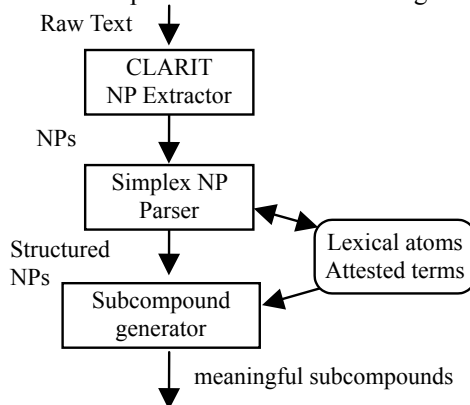 Raw Text
CLARIT
NP Extractor
NPs
Simplex NP
Parser
Lexical atoms
Attested terms
Structured
NPs
Subcompound
generator
meaningful subcompounds